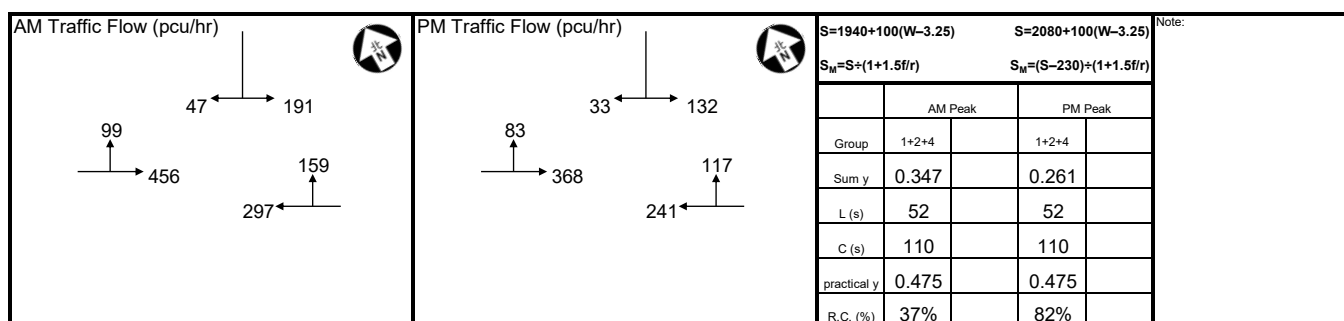 AM Traffic Flow (pcu/hr)
北
N
47
191
99
456
159
297
PM Traffic Flow (pcu/hr)
北
N
33
132
83
368
117
241
S=1940+100(W–3.25) S=2080+100(W–3.25)
S_M=S÷(1+1.5f/r) S_M=(S–230)÷(1+1.5f/r)
AM Peak PM Peak
Group 1+2+4 1+2+4
Sum y 0.347 0.261
L (s) 52 52
C (s) 110 110
practical y 0.475 0.475
R.C. (%) 37% 82%
Note: